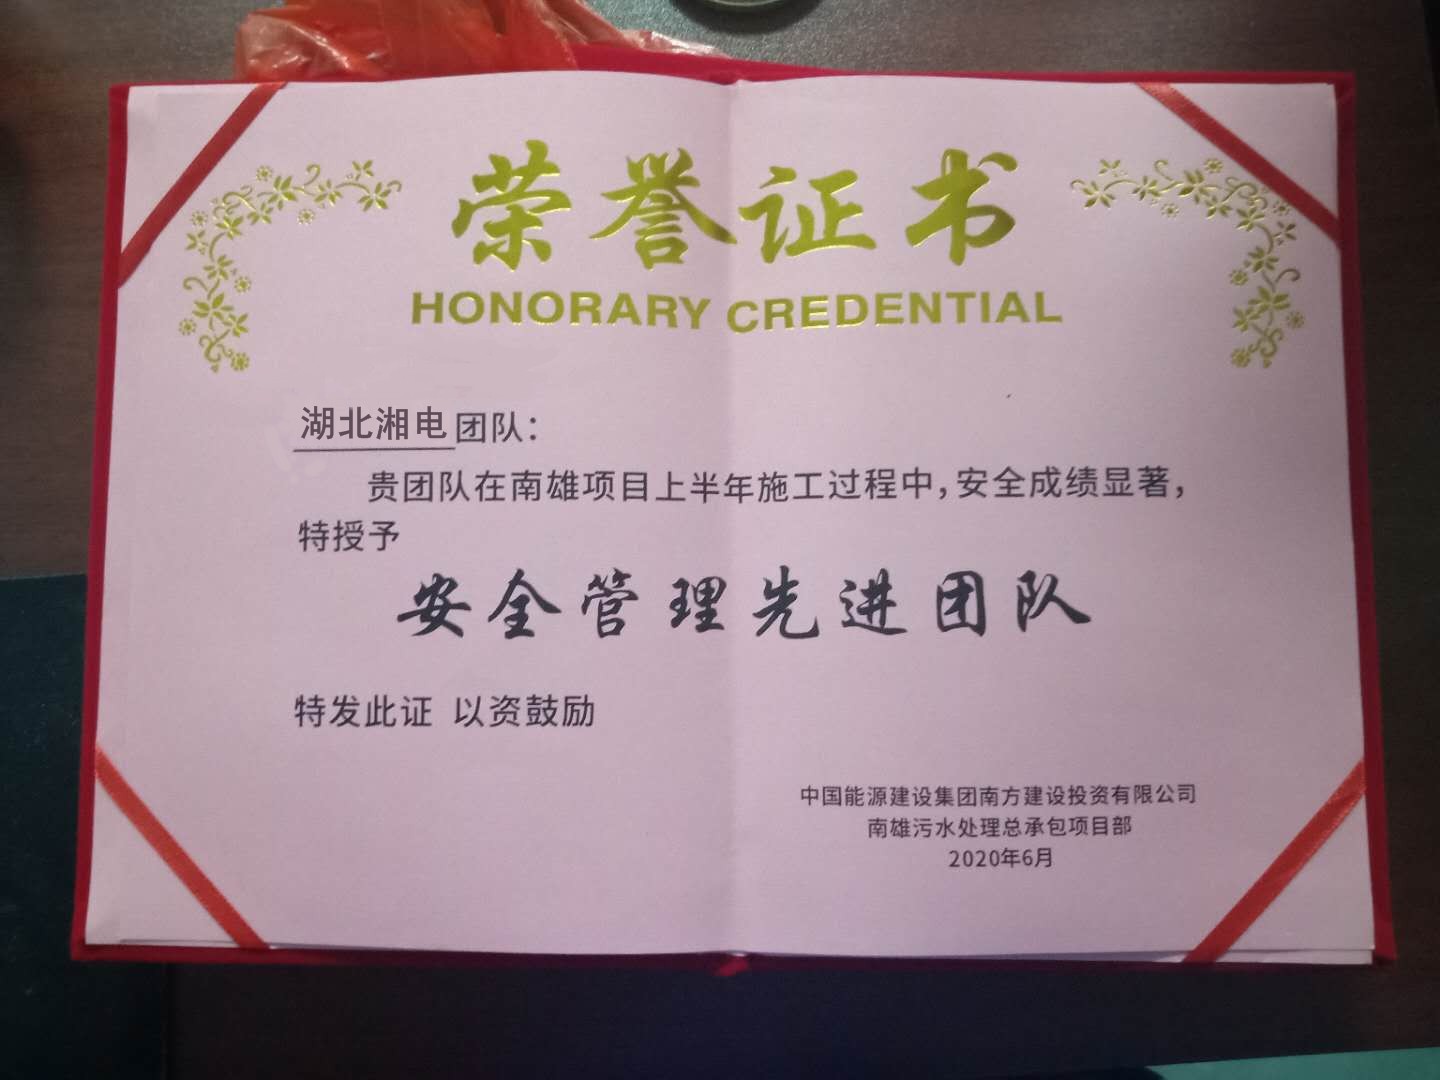 荣誉证书
HONORARY CREDENTIAL
湖北湘电团队：
贵团队在南雄项目上半年施工过程中，安全成绩显著，
特授予
安全管理先进团队
特发此证 以资鼓励
中国能源建设集团南方建设投资有限公司
南雄污水处理总承包项目部
2020年6月